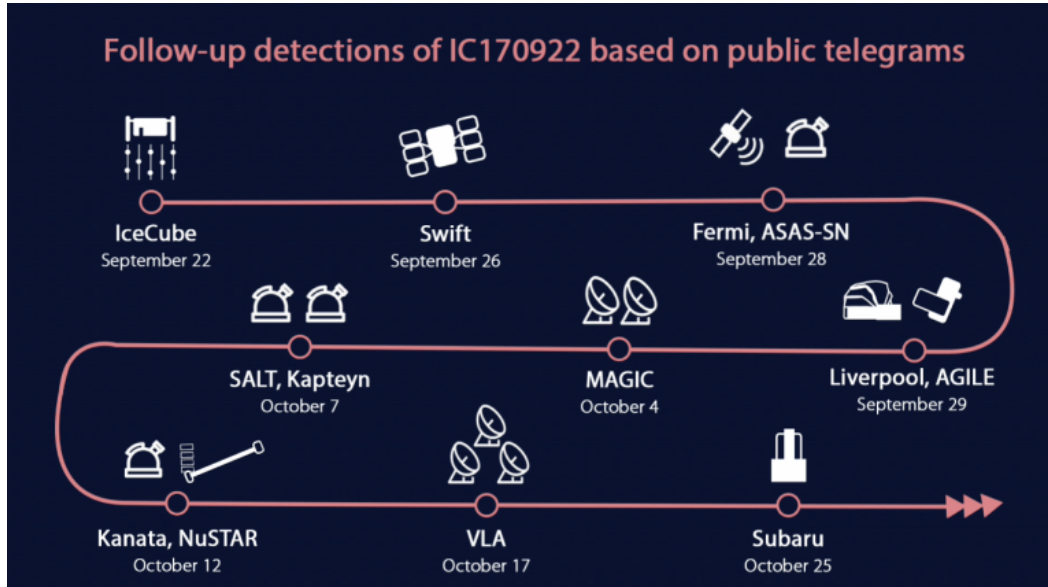 Follow-up detections of IC170922 based on public telegrams
IceCube
September 22
Swift
September 26
Fermi, ASAS-SN
September 28
Liverpool, AGILE
September 29
MAGIC
October 4
SALT, Kapteyn
October 7
Kanata, NuSTAR
October 12
VLA
October 17
Subaru
October 25